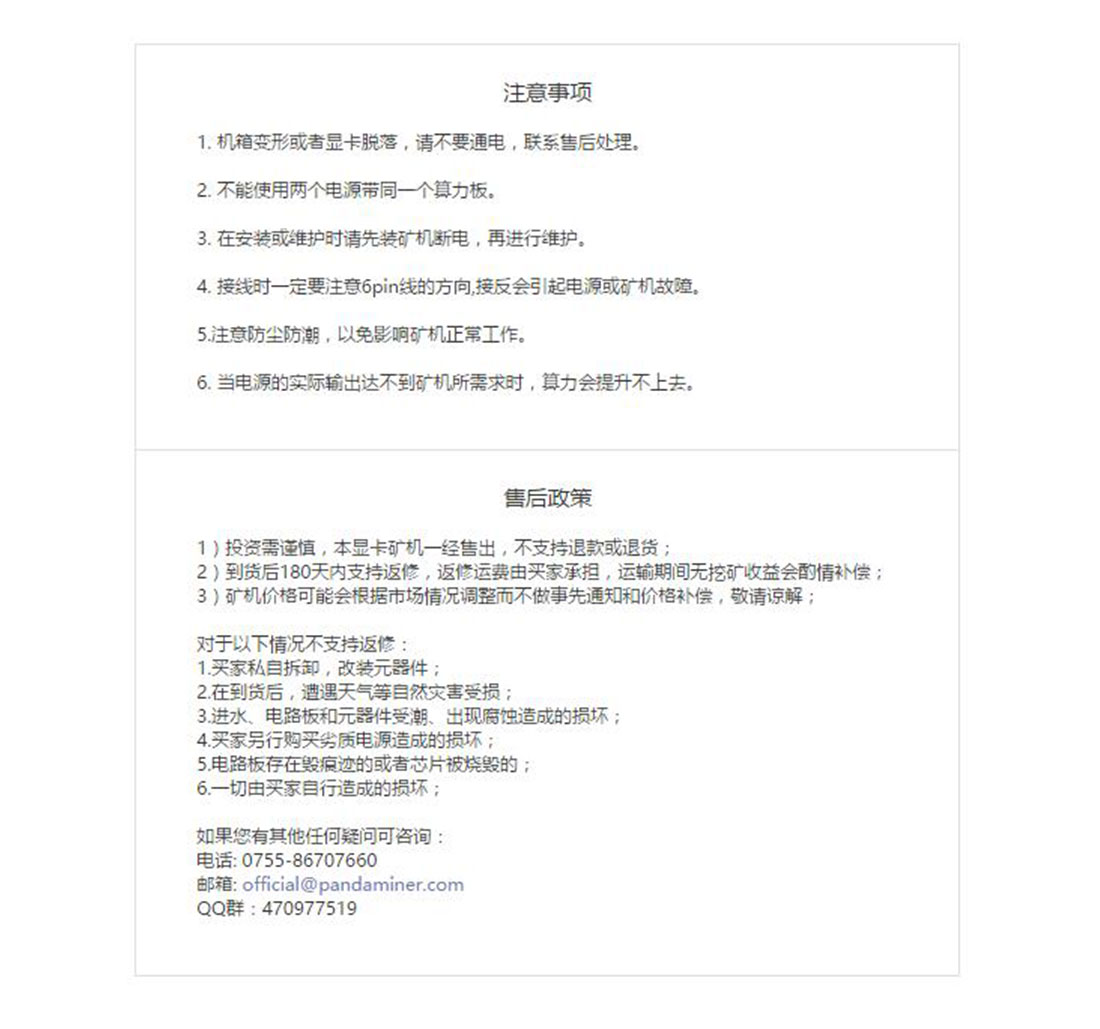 注意事项
1. 机箱变形或者显卡脱落，请不要通电，联系售后处理。
2. 不能使用两个电源带同一个算力板。
3. 在安装或维护时请先装矿机断电，再进行维护。
4. 接线时一定要注意6pin线的方向,接反会引起电源或矿机故障。
5.注意防尘防潮，以免影响矿机正常工作。
6. 当电源的实际输出达不到矿机所需求时，算力会提升不上去。
售后政策
1）投资需谨慎，本显卡矿机一经售出，不支持退款或退货；
2）到货后180天内支持返修，返修运费由买家承担，运输期间无挖矿收益会酌情补偿；
3）矿机价格可能会根据市场情况调整而不做事先通知和价格补偿，敬请谅解；
对于以下情况不支持返修：
1.买家私自拆卸，改装元器件；
2.在到货后，遭遇天气等自然灾害受损；
3.进水、电路板和元器件受潮、出现腐蚀造成的损坏；
4.买家另行购买劣质电源造成的损坏；
5.电路板存在毁痕迹的或者芯片被烧毁的；
6.一切由买家自行造成的损坏；
如果您有其他任何疑问可咨询：
电话: 0755-86707660
邮箱: official@pandaminer.com
QQ群：470977519